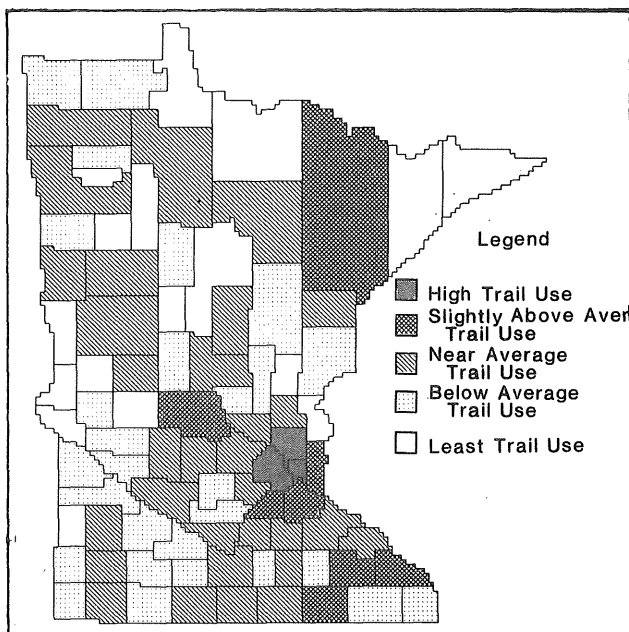 Legend
High Trail Use
Slightly Above Aver
Trail Use
Near Average
Trail Use
Below Average
Trail Use
Least Trail Use